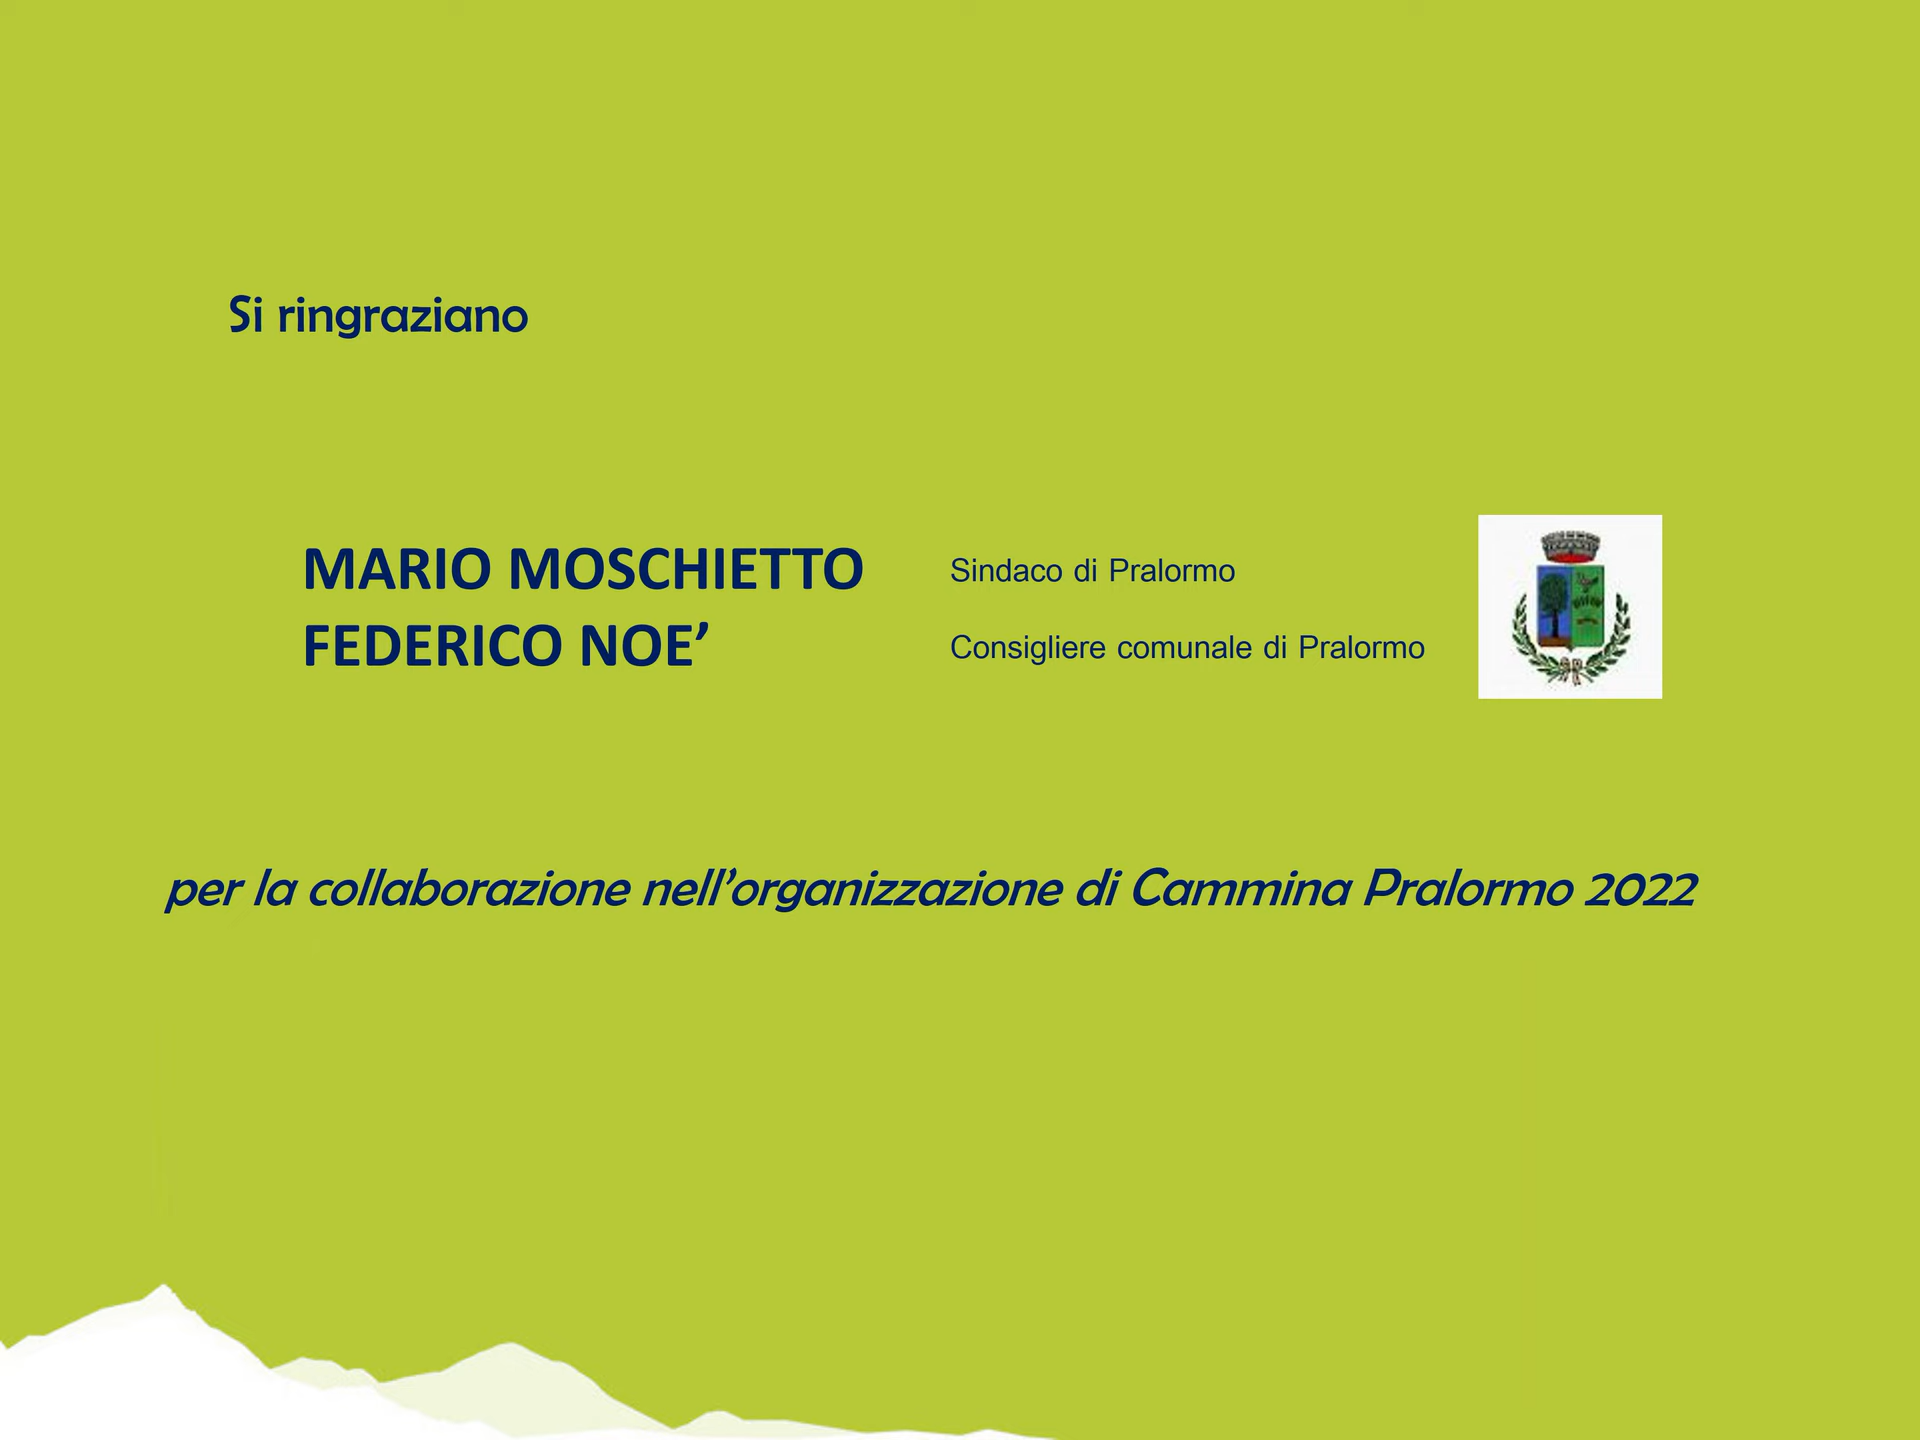 Si ringraziano
MARIO MOSCHIETTO Sindaco di Pralormo
FEDERICO NOE’ Consigliere comunale di Pralormo
per la collaborazione nell’organizzazione di Cammina Pralormo 2022